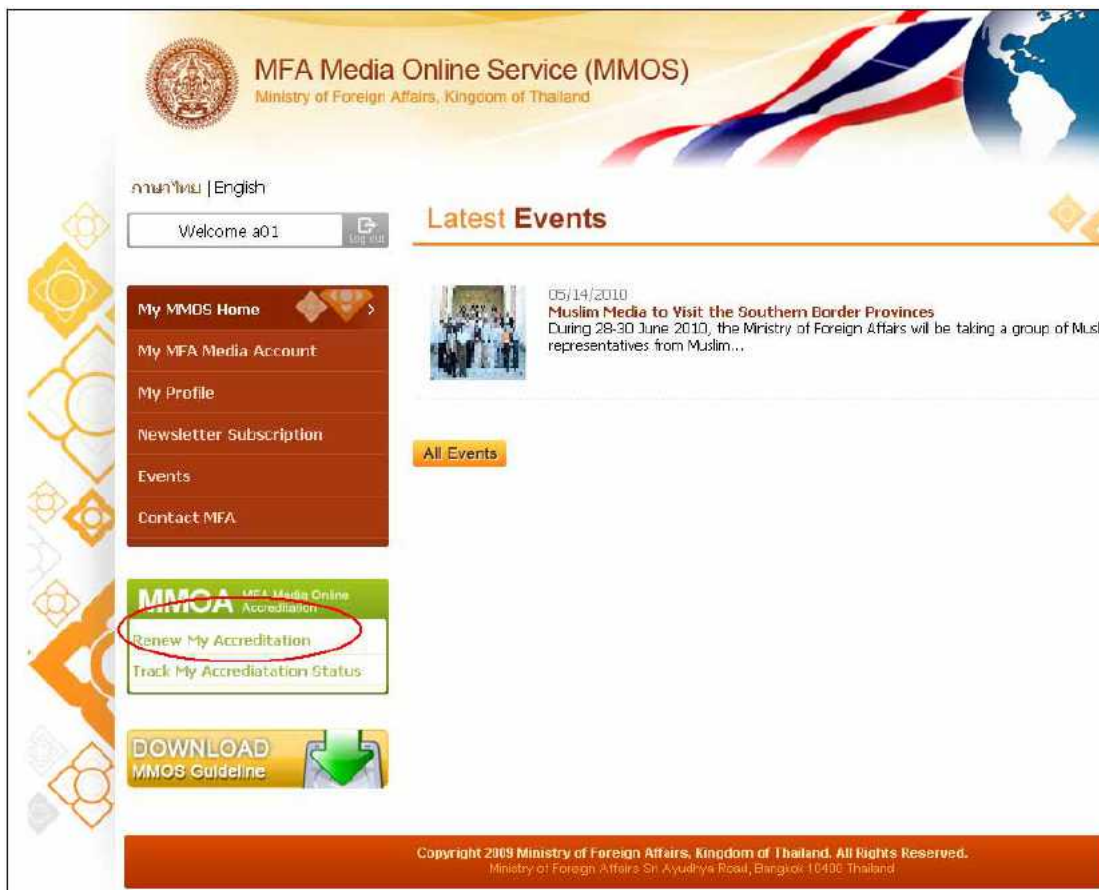 MFA Media Online Service (MMOS)
Ministry of Foreign Affairs, Kingdom of Thailand
ภาษาไทย | English
Welcome a01
Log out
Latest Events
My MMOS Home
My MFA Media Account
My Profile
Newsletter Subscription
Events
Contact MFA
05/14/2010
Muslim Media to Visit the Southern Border Provinces
During 28-30 June 2010, the Ministry of Foreign Affairs will be taking a group of Musl
representatives from Muslim...
All Events
MMOA MFA Media Online
Accreditation
Renew My Accreditation
Track My Accrediatation Status
DOWNLOAD
MMOS Guideline
Copyright 2009 Ministry of Foreign Affairs, Kingdom of Thailand. All Rights Reserved.
Ministry of Foreign Affairs Sri Ayudhya Road, Bangkok 10400 Thailand